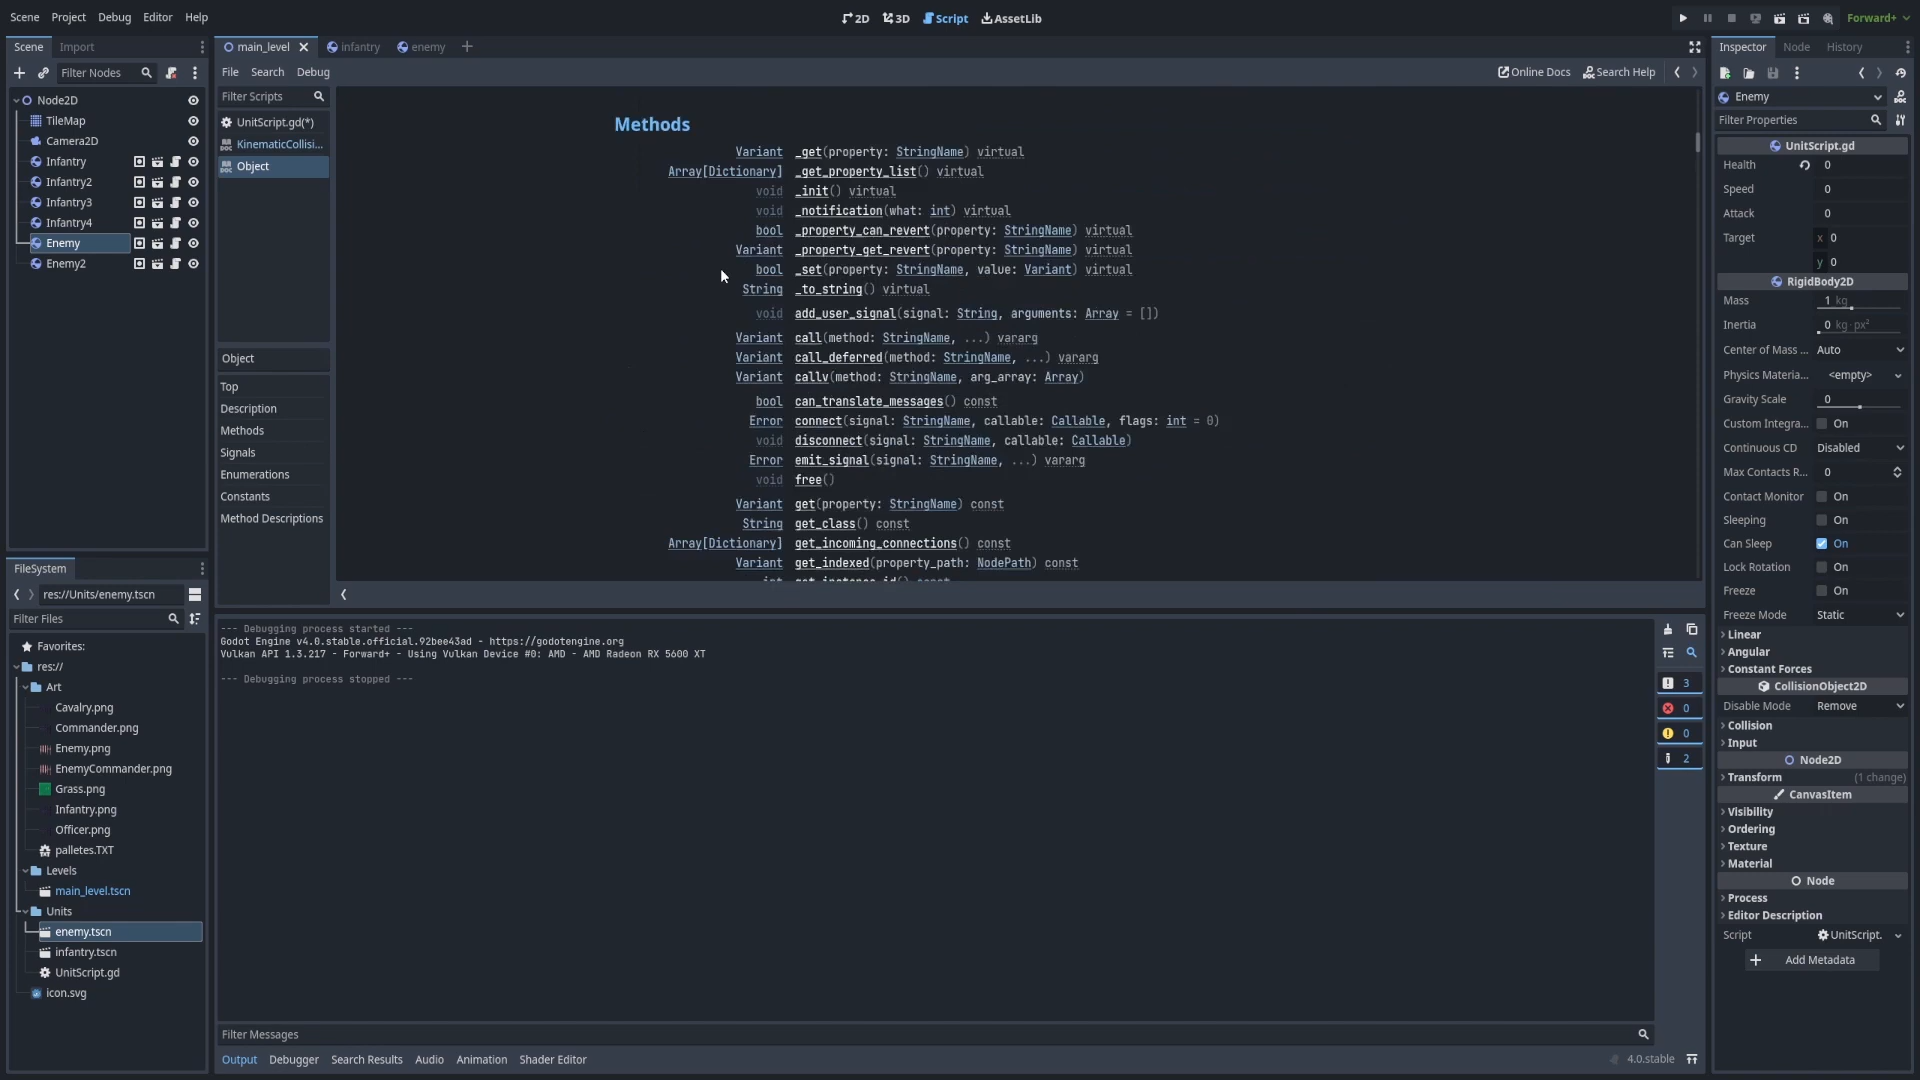 Scene Project Debug Editor Help
2D 3D Script AssetLib
Forward+
Scene Import
Filter Nodes
Node2D
TileMap
Camera2D
Infantry
Infantry2
Infantry3
Infantry4
Enemy
Enemy2
FileSystem
res://Units/enemy.tscn
Filter Files
Favorites:
res://
Art
Cavalry.png
Commander.png
Enemy.png
EnemyCommander.png
Grass.png
Infantry.png
Officer.png
palletes.TXT
Levels
main_level.tscn
Units
enemy.tscn
infantry.tscn
UnitScript.gd
icon.svg
main_level infantry enemy
File Search Debug
Online Docs Search Help
Filter Scripts
UnitScript.gd(*)
KinematicCollisi...
Object
Object
Top
Description
Methods
Signals
Enumerations
Constants
Method Descriptions
Methods
Variant _get(property: StringName) virtual
Array[Dictionary] _get_property_list() virtual
void _init() virtual
void _notification(what: int) virtual
bool _property_can_revert(property: StringName) virtual
Variant _property_get_revert(property: StringName) virtual
bool _set(property: StringName, value: Variant) virtual
String _to_string() virtual
void add_user_signal(signal: String, arguments: Array = [])
Variant call(method: StringName, ...) vararg
Variant call_deferred(method: StringName, ...) vararg
Variant callv(method: StringName, arg_array: Array)
bool can_translate_messages() const
Error connect(signal: StringName, callable: Callable, flags: int = 0)
void disconnect(signal: StringName, callable: Callable)
Error emit_signal(signal: StringName, ...) vararg
void free()
Variant get(property: StringName) const
String get_class() const
Array[Dictionary] get_incoming_connections() const
Variant get_indexed(property_path: NodePath) const
int get_instance_id() const
--- Debugging process started ---
Godot Engine v4.0.stable.official.92bee43ad - https://godotengine.org
Vulkan API 1.3.217 - Forward+ - Using Vulkan Device #0: AMD - AMD Radeon RX 5600 XT
--- Debugging process stopped ---
3
0
0
2
Filter Messages
Output Debugger Search Results Audio Animation Shader Editor
4.0.stable
Inspector Node History
Enemy
Filter Properties
UnitScript.gd
Health 0
Speed 0
Attack 0
Target x 0
y 0
RigidBody2D
Mass 1 kg
Inertia 0 kg·px²
Center of Mass ... Auto
Physics Materia... <empty>
Gravity Scale 0
Custom Integra... On
Continuous CD Disabled
Max Contacts R... 0
Contact Monitor On
Sleeping On
Can Sleep On
Lock Rotation On
Freeze On
Freeze Mode Static
Linear
Angular
Constant Forces
CollisionObject2D
Disable Mode Remove
Collision
Input
Node2D
Transform (1 change)
CanvasItem
Visibility
Ordering
Texture
Material
Node
Process
Editor Description
Script UnitScript.
Add Metadata